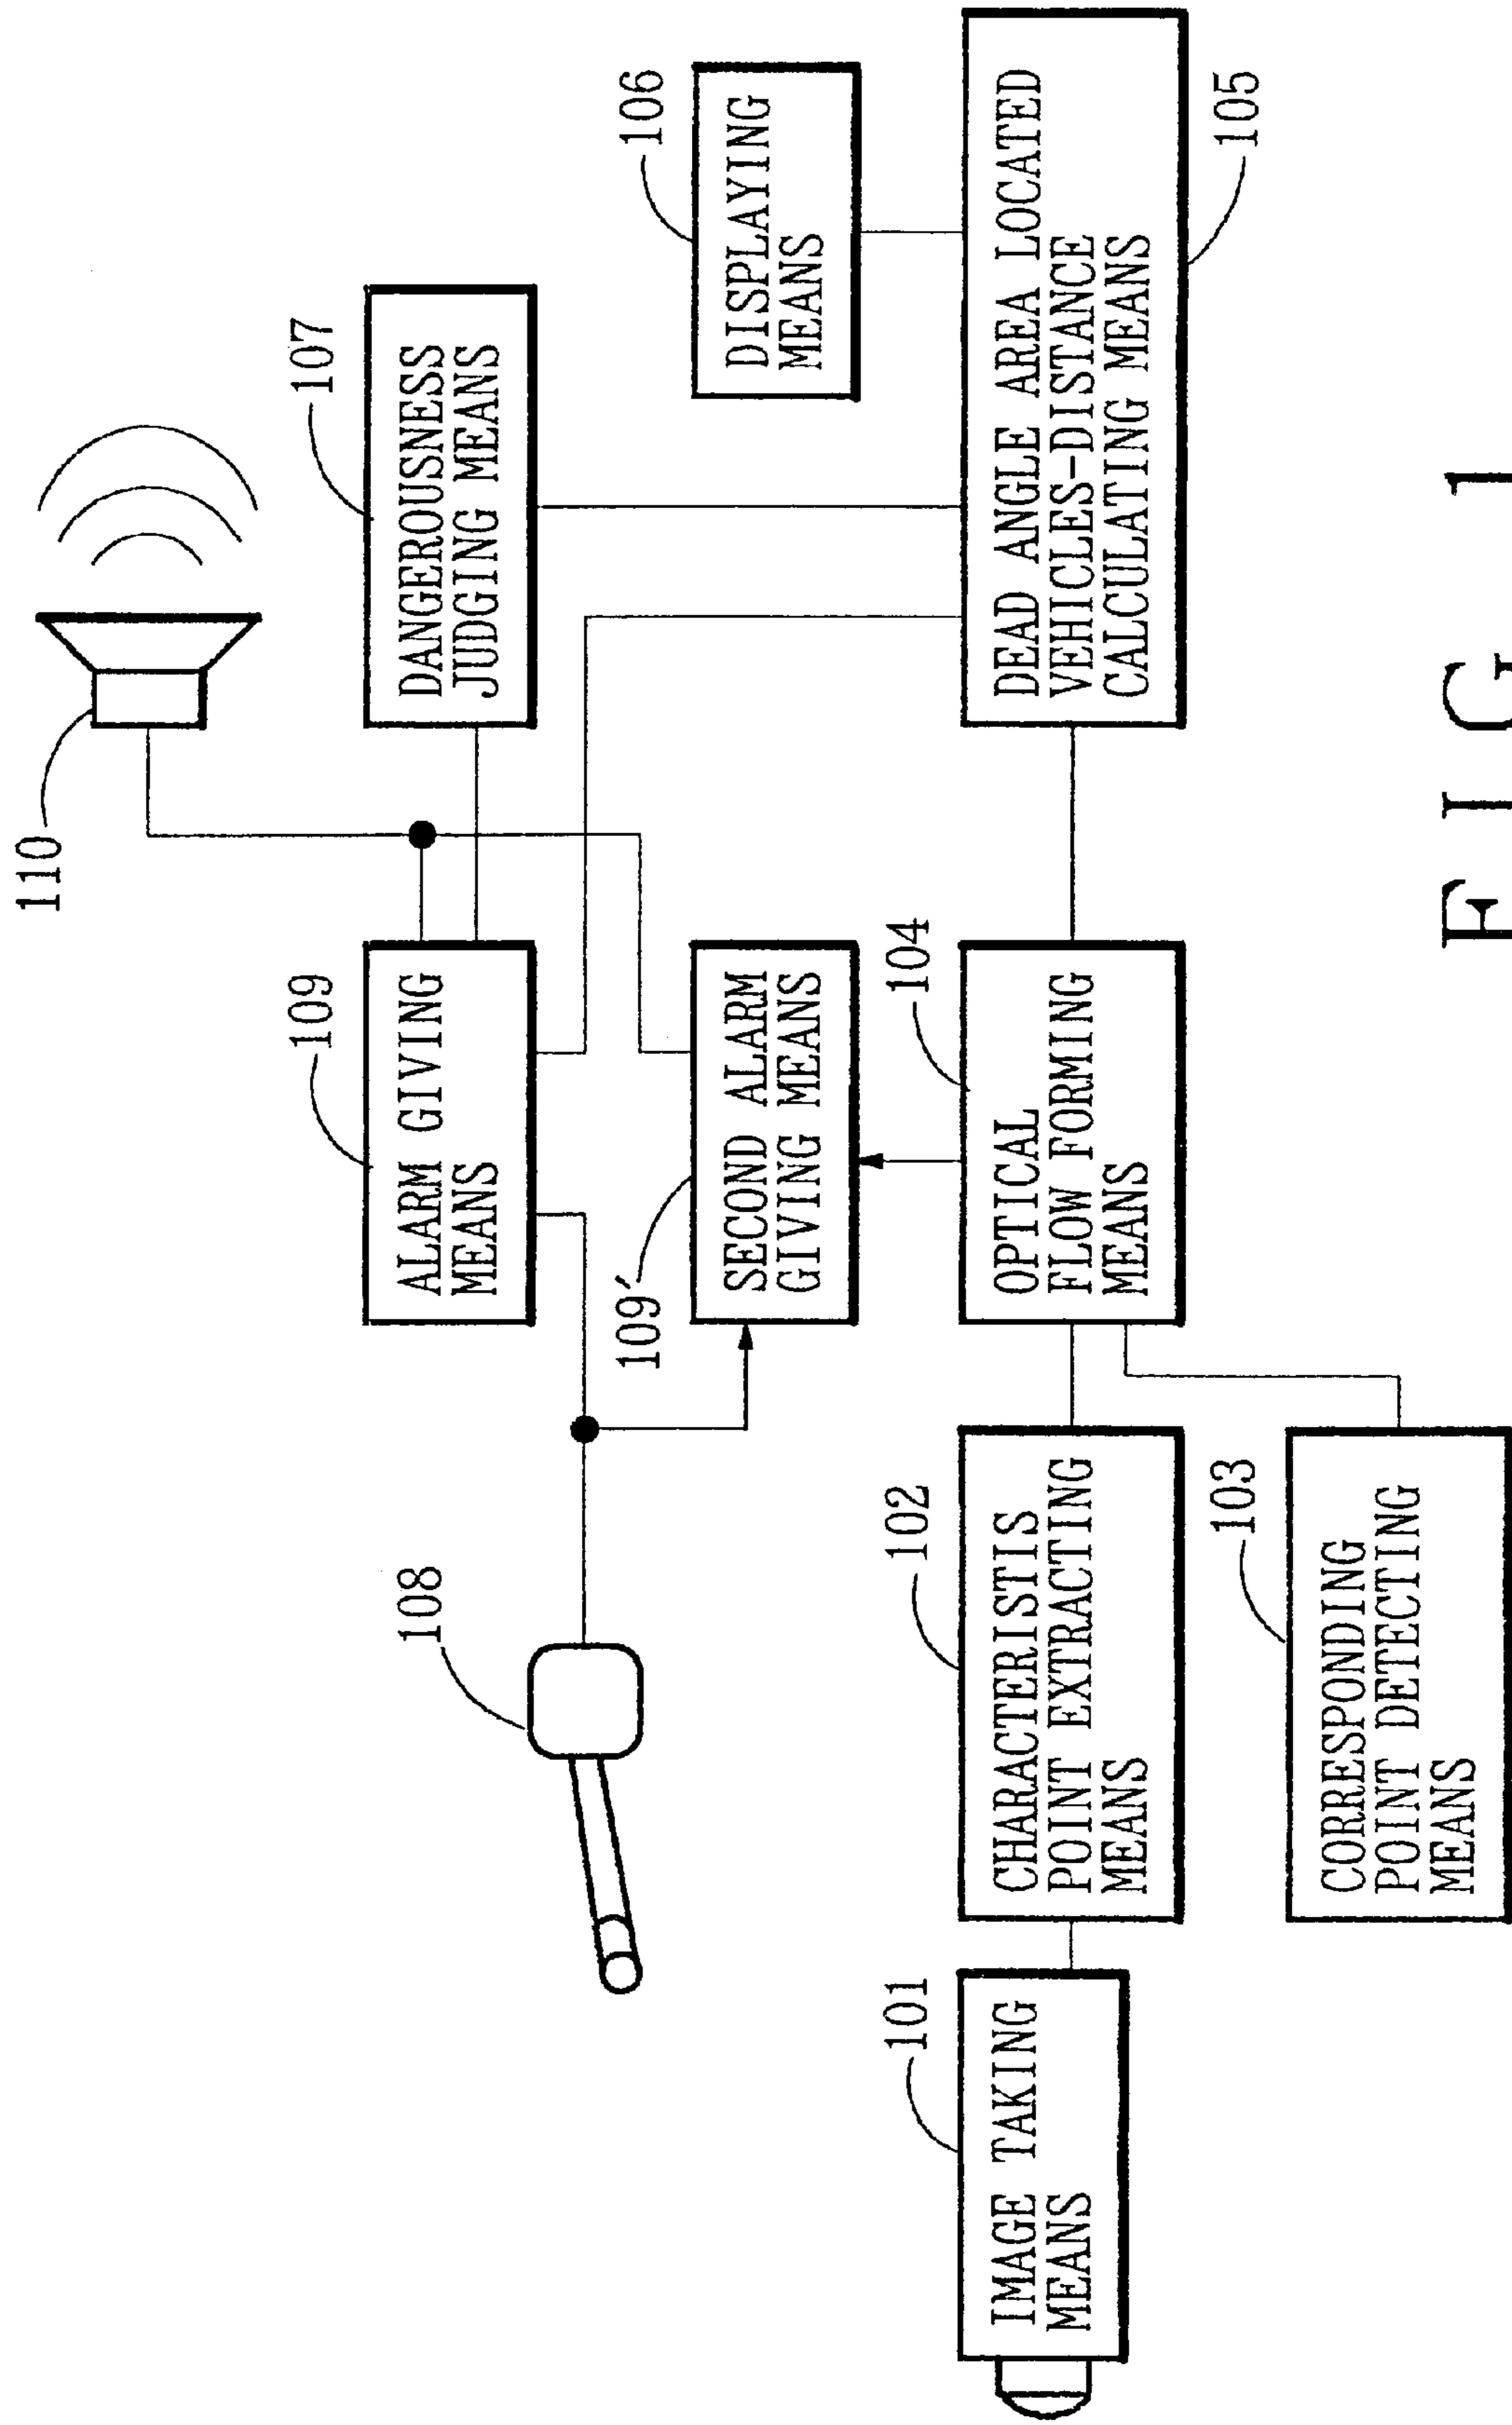 110
107
DANGEROUSNESS
JUDGING MEANS
106
DISPLAYING
MEANS
109
ALARM GIVING
MEANS
108
109'
SECOND ALARM
GIVING MEANS
101
IMAGE TAKING
MEANS
102
CHARACTERISTIS
POINT EXTRACTING
MEANS
104
OPTICAL
FLOW FORMING
MEANS
DEAD ANGLE AREA LOCATED
VEHICLES-DISTANCE
CALCULATING MEANS
105
103
CORRESPONDING
POINT DETECTING
MEANS
FIG. 1